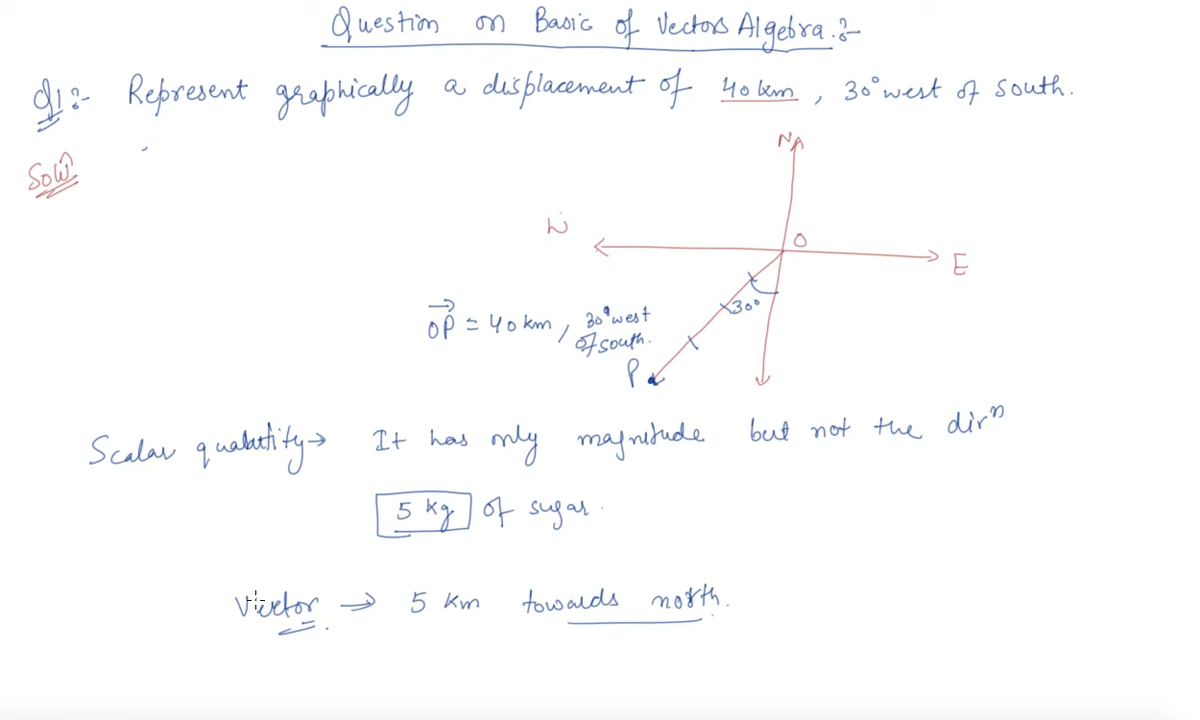 Question on Basic of Vectors Algebra :-
Q1:- Represent graphically a displacement of 40 km, 30° west of south.
Solⁿ
N
W
O
E
30°
OP = 40 km, 30° west
of south.
P
Scalar → It has only magnitude but not the dirⁿ
5 kg of sugar.
Vector → 5 km towards north.